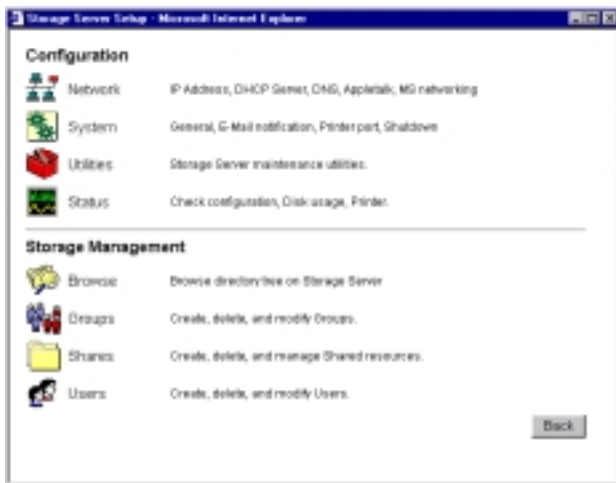 Storage Server Setup - Microsoft Internet Explorer
Configuration
Network IP Address, DHCP Server, DNS, Appletalk, MS networking
System General, E-Mail notification, Printer port, Shutdown
Utilities Storage Server maintenance utilities.
Status Check configuration, Disk usage, Printer.
Storage Management
Browse Browse directory tree on Storage Server
Groups Create, delete, and modify Groups.
Shares Create, delete, and manage Shared resources.
Users Create, delete, and modify Users.
Back